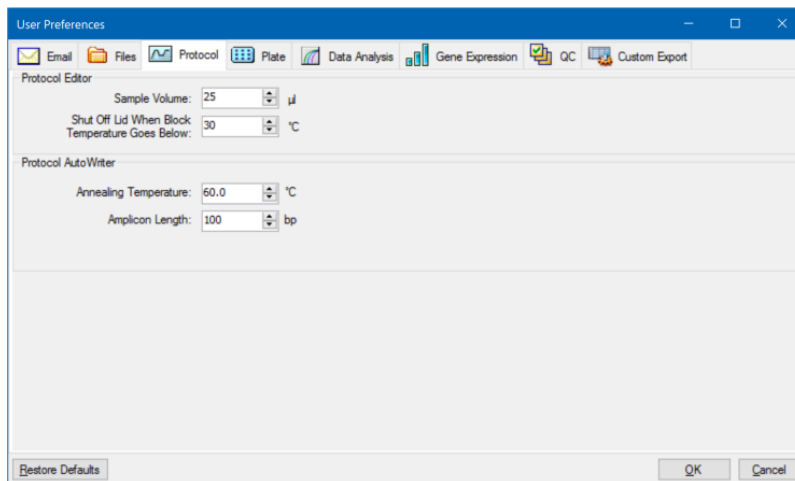 User Preferences
Email Files Protocol Plate Data Analysis Gene Expression QC Custom Export
Protocol Editor
Sample Volume: 25 µl
Shut Off Lid When Block
Temperature Goes Below: 30 °C
Protocol AutoWriter
Annealing Temperature: 60.0 °C
Amplicon Length: 100 bp
Restore Defaults OK Cancel